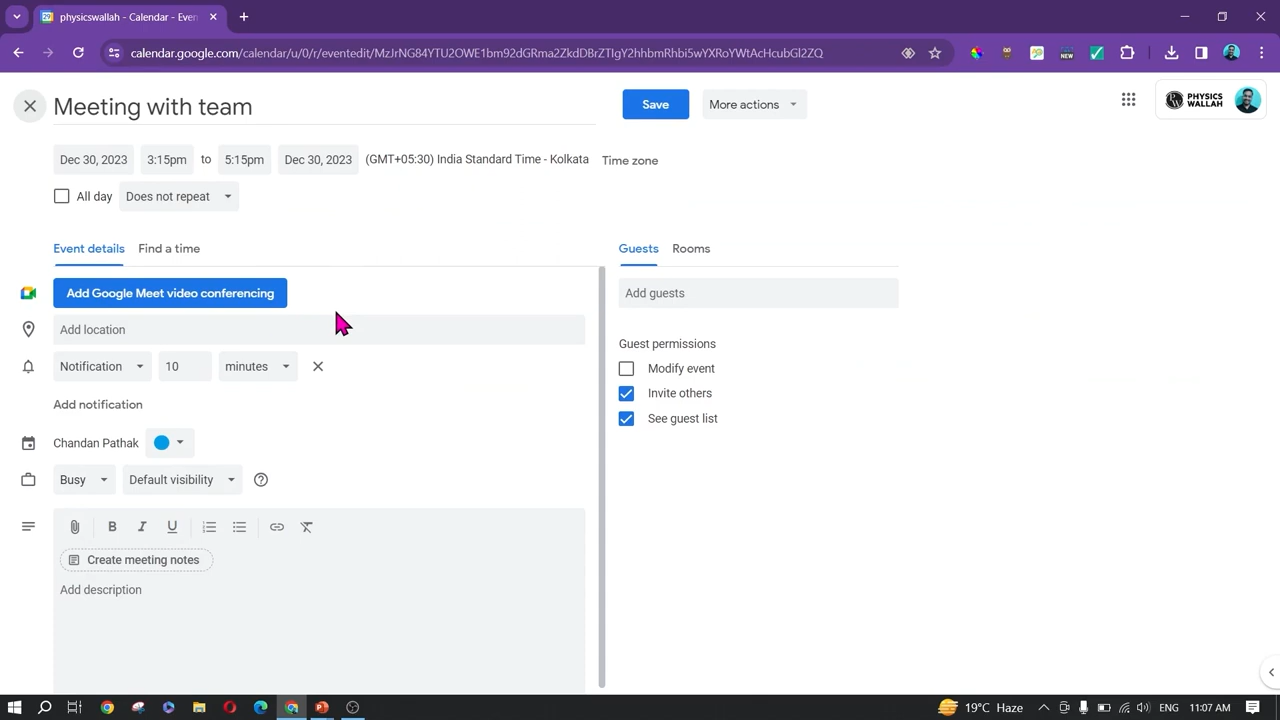 physicswallah - Calendar - Even
calendar.google.com/calendar/u/0/r/eventedit/MzJrNG84YTU2OWE1bm92dGRma2ZkdDBrZTlgY2hhbmRhbi5wYXRoYWtAcHcubGl2ZQ
NEW
Meeting with team
Save
More actions
PHYSICS
WALLAH
Dec 30, 2023 3:15pm to 5:15pm Dec 30, 2023 (GMT+05:30) India Standard Time - Kolkata Time zone
All day Does not repeat
Event details Find a time
Guests Rooms
Add Google Meet video conferencing
Add guests
Add location
Guest permissions
Notification 10 minutes
Modify event
Invite others
Add notification
See guest list
Chandan Pathak
Busy Default visibility
B I U
Create meeting notes
Add description
19°C Haze ENG 11:07 AM